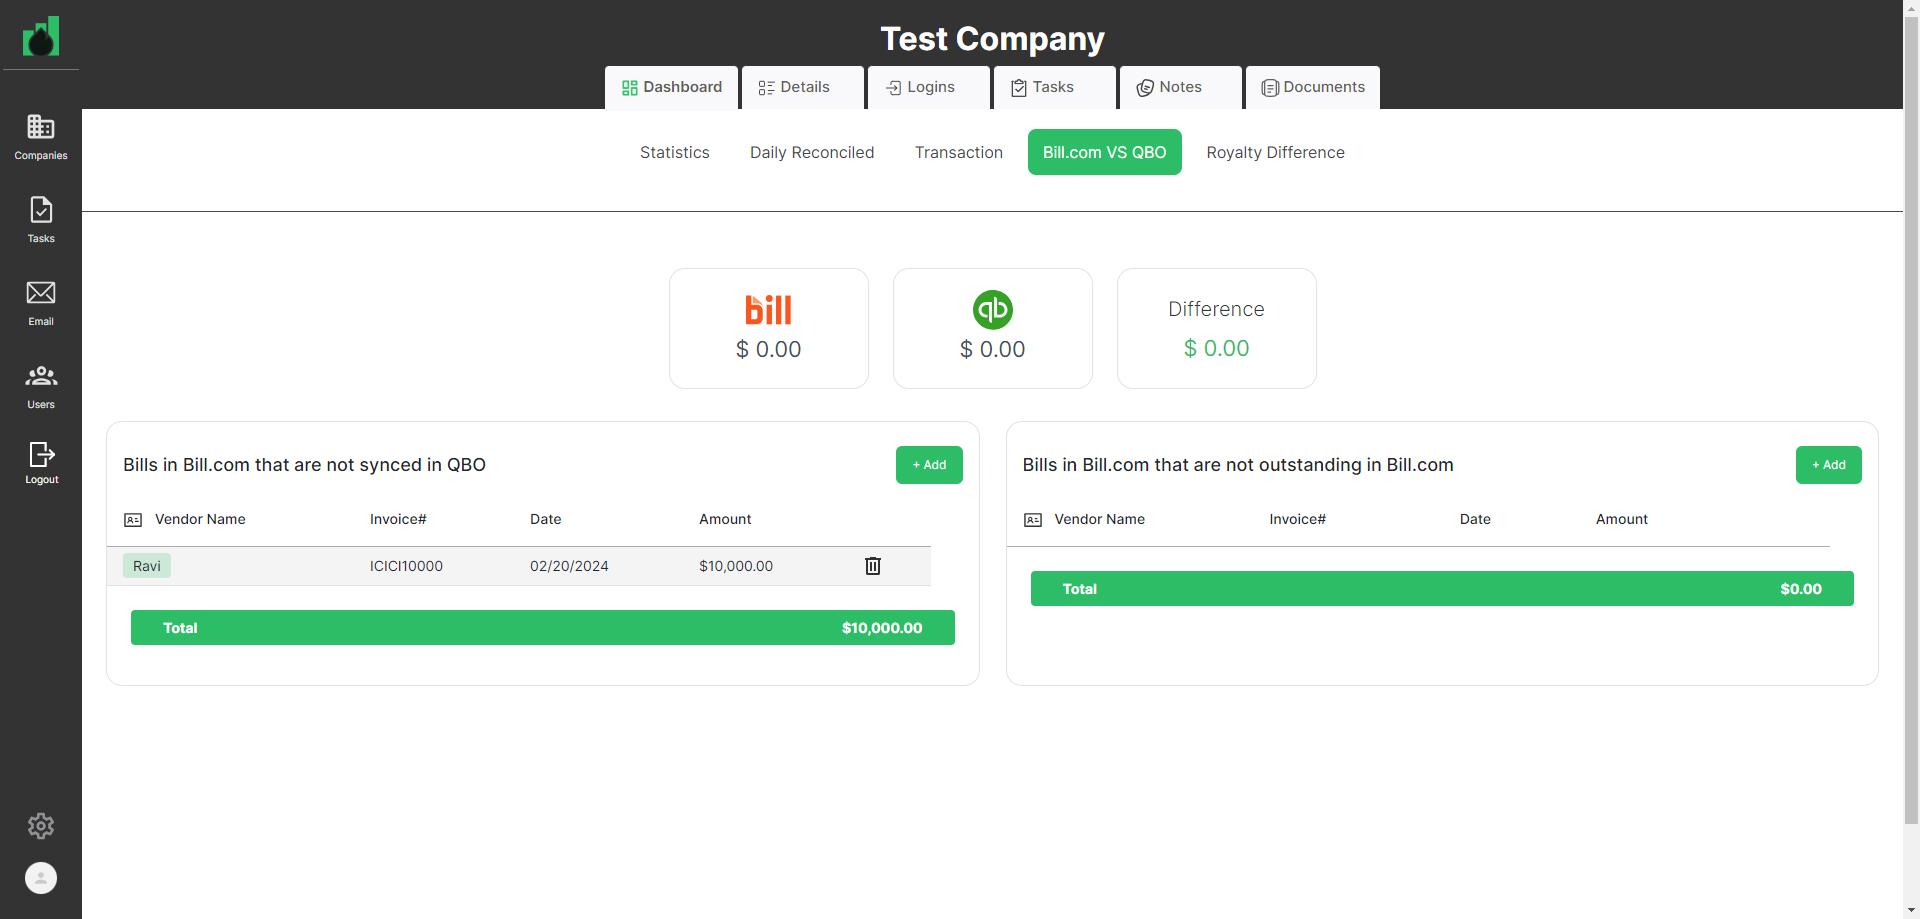 Test Company
Dashboard
Details
Logins
Tasks
Notes
Documents
Companies
Tasks
Email
Users
Logout
Statistics
Daily Reconciled
Transaction
Bill.com VS QBO
Royalty Difference
bill
$ 0.00
qb
$ 0.00
Difference
$ 0.00
Bills in Bill.com that are not synced in QBO
+ Add
Vendor Name Invoice# Date Amount
Ravi ICICI10000 02/20/2024 $10,000.00
Total $10,000.00
Bills in Bill.com that are not outstanding in Bill.com
+ Add
Vendor Name Invoice# Date Amount
Total $0.00